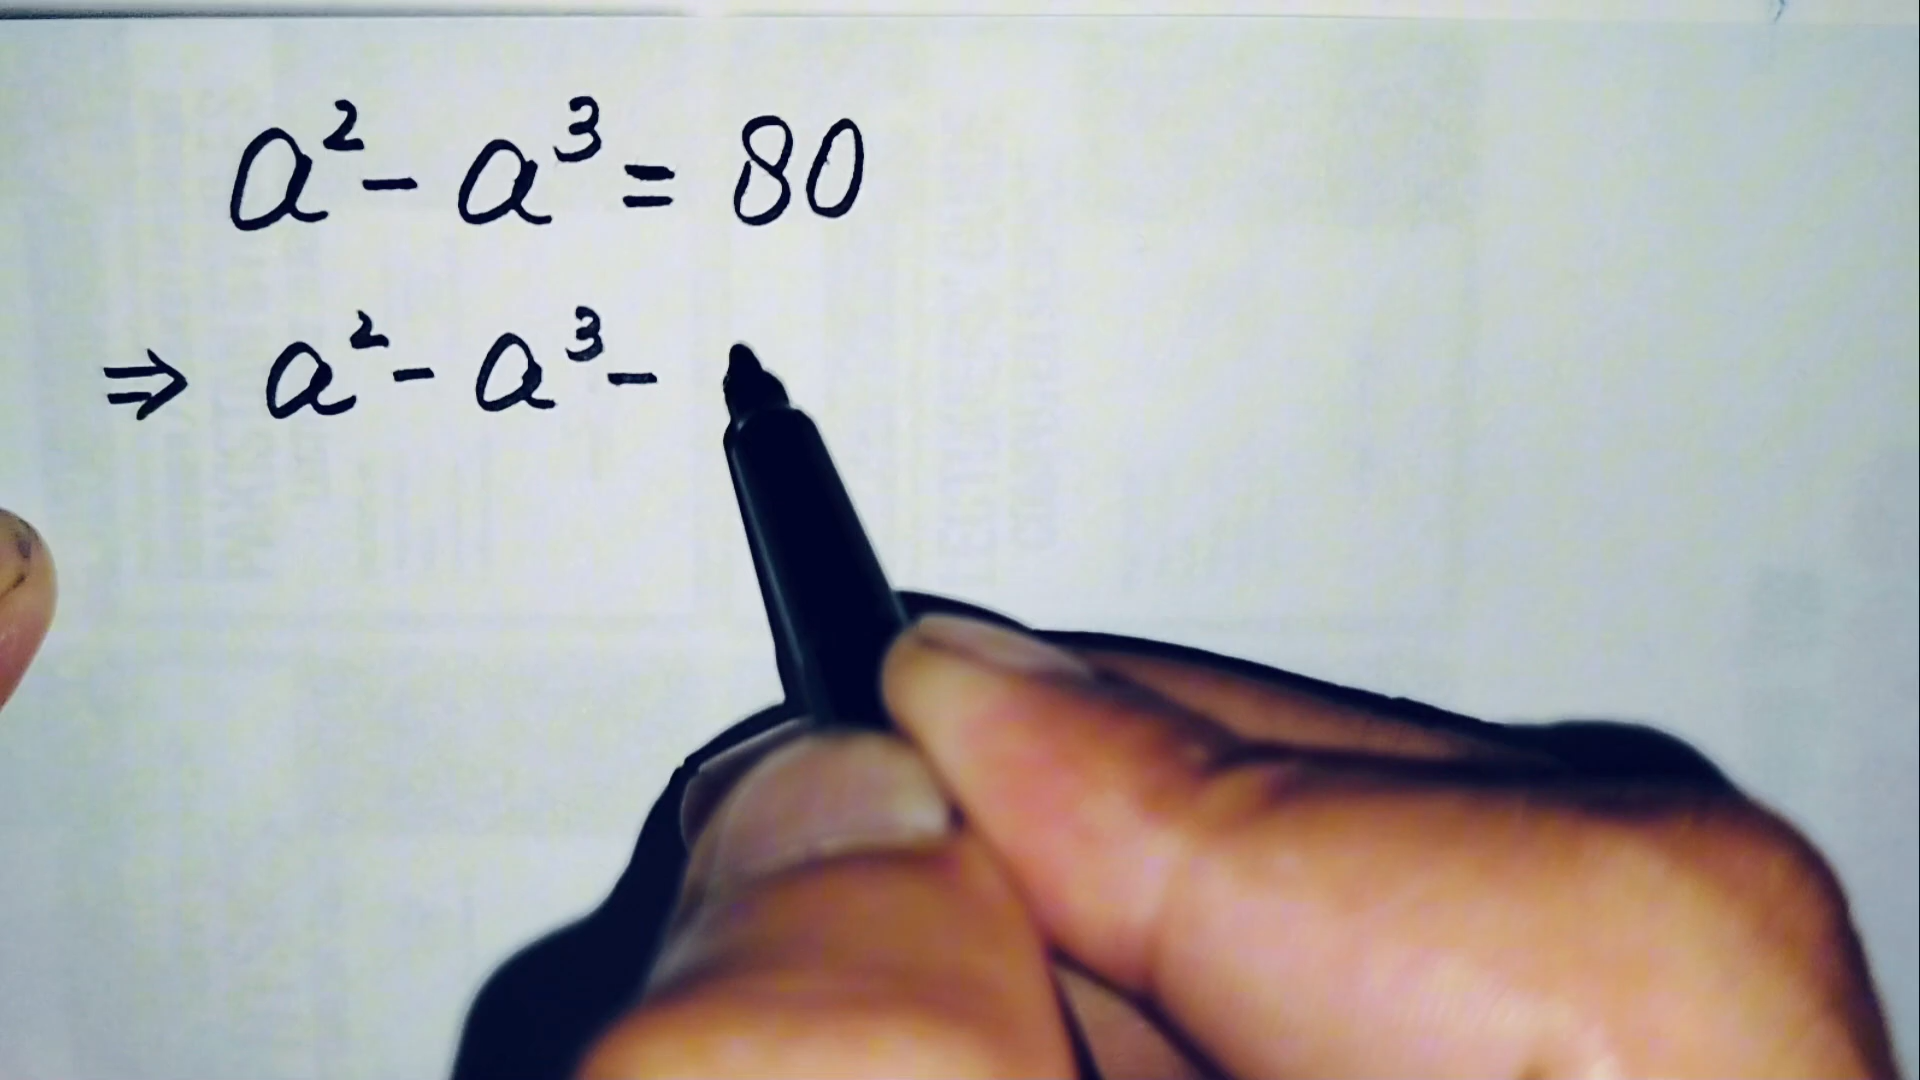 a² - a³ = 80
⇒ a² - a³ -